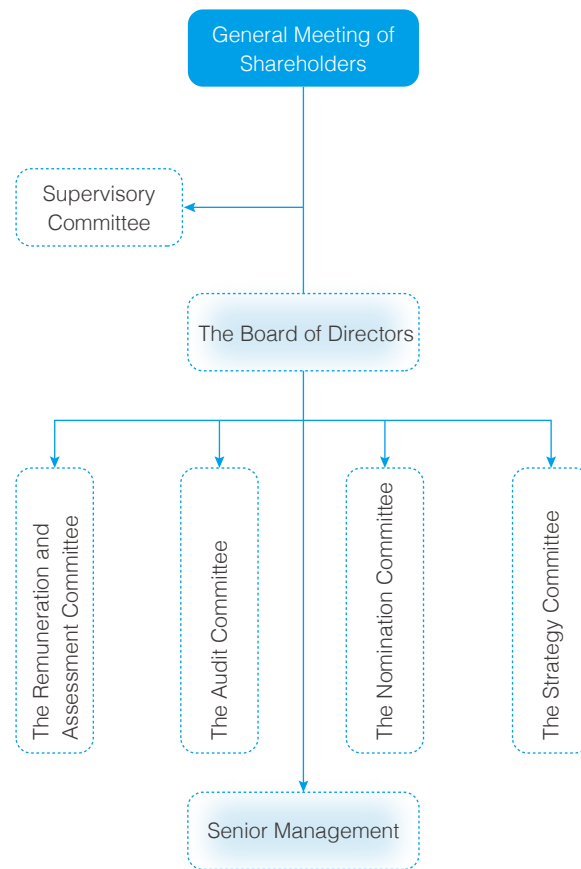 General Meeting of
Shareholders
Supervisory
Committee
The Board of Directors
The Remuneration and
Assessment Committee
The Audit Committee
The Nomination Committee
The Strategy Committee
Senior Management